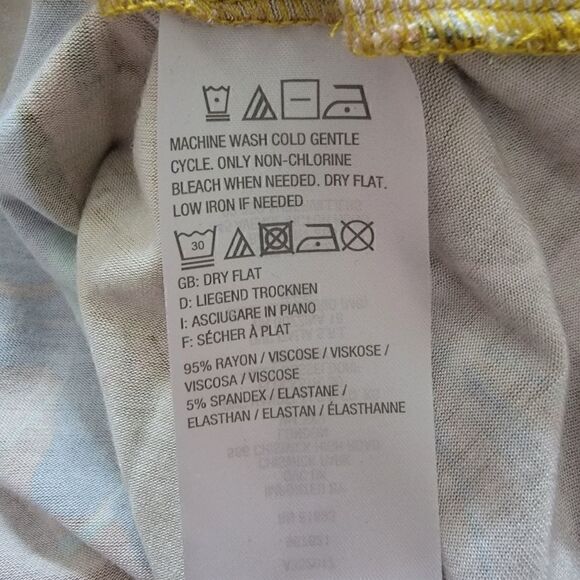 MACHINE WASH COLD GENTLE
CYCLE. ONLY NON-CHLORINE
BLEACH WHEN NEEDED. DRY FLAT.
LOW IRON IF NEEDED
30
GB: DRY FLAT
D: LIEGEND TROCKNEN
I: ASCIUGARE IN PIANO
F: SÉCHER À PLAT
95% RAYON / VISCOSE / VISKOSE /
VISCOSA / VISCOSE
5% SPANDEX / ELASTANE /
ELASTHAN / ELASTAN / ÉLASTHANNE